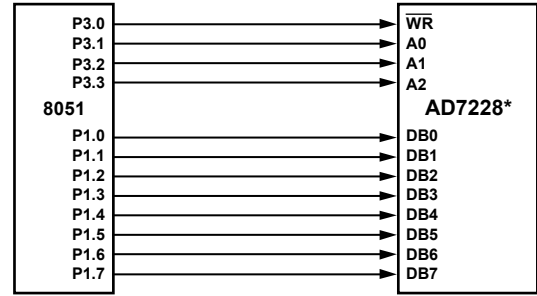 P3.0 W̅R̅
P3.1 A0
P3.2 A1
P3.3 A2
8051 AD7228*
P1.0 DB0
P1.1 DB1
P1.2 DB2
P1.3 DB3
P1.4 DB4
P1.5 DB5
P1.6 DB6
P1.7 DB7